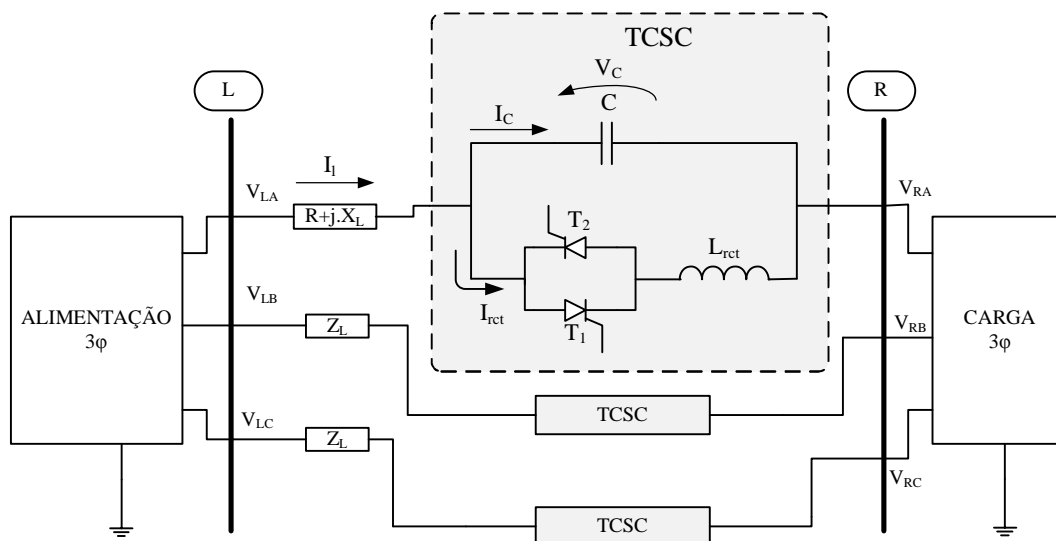 TCSC
L
R
V_C
C
I_C
I_l
V_LA
V_RA
R+j.X_L
T_2
L_rct
I_rct
T_1
V_LB
V_RB
ALIMENTAÇÃO
3φ
CARGA
3φ
Z_L
TCSC
V_LC
Z_L
V_RC
TCSC